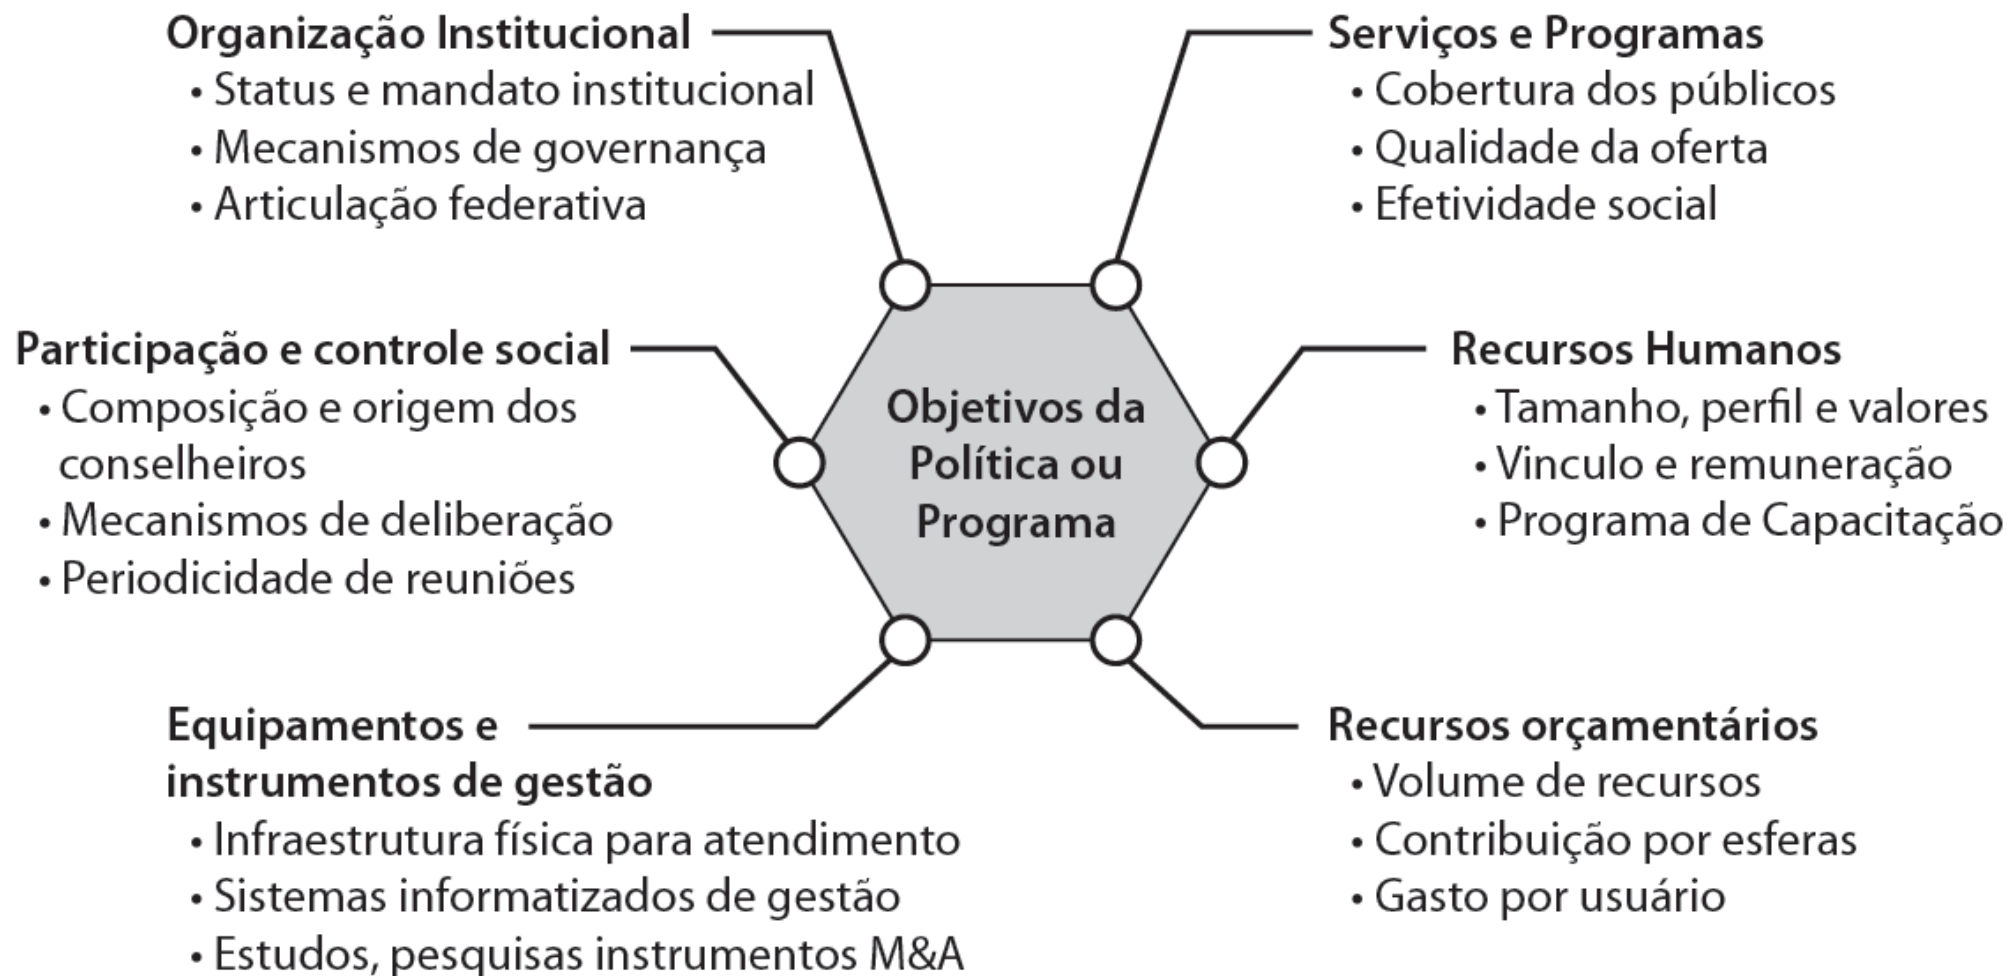 Organização Institucional
• Status e mandato institucional
• Mecanismos de governança
• Articulação federativa
Serviços e Programas
• Cobertura dos públicos
• Qualidade da oferta
• Efetividade social
Participação e controle social
• Composição e origem dos
conselheiros
• Mecanismos de deliberação
• Periodicidade de reuniões
Objetivos da
Política ou
Programa
Recursos Humanos
• Tamanho, perfil e valores
• Vinculo e remuneração
• Programa de Capacitação
Equipamentos e
instrumentos de gestão
• Infraestrutura física para atendimento
• Sistemas informatizados de gestão
• Estudos, pesquisas instrumentos M&A
Recursos orçamentários
• Volume de recursos
• Contribuição por esferas
• Gasto por usuário